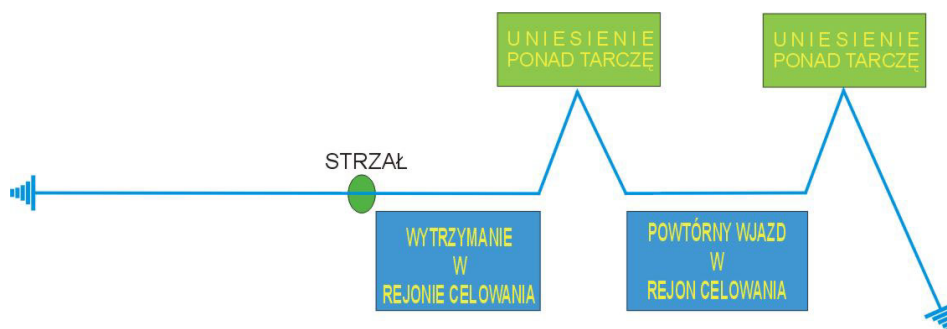 UNIESIENIE
PONAD TARCZĘ
UNIESIENIE
PONAD TARCZĘ
STRZAŁ
WYTRZYMANIE
W
REJONIE CELOWANIA
POWTÓRNY WJAZD
W
REJON CELOWANIA